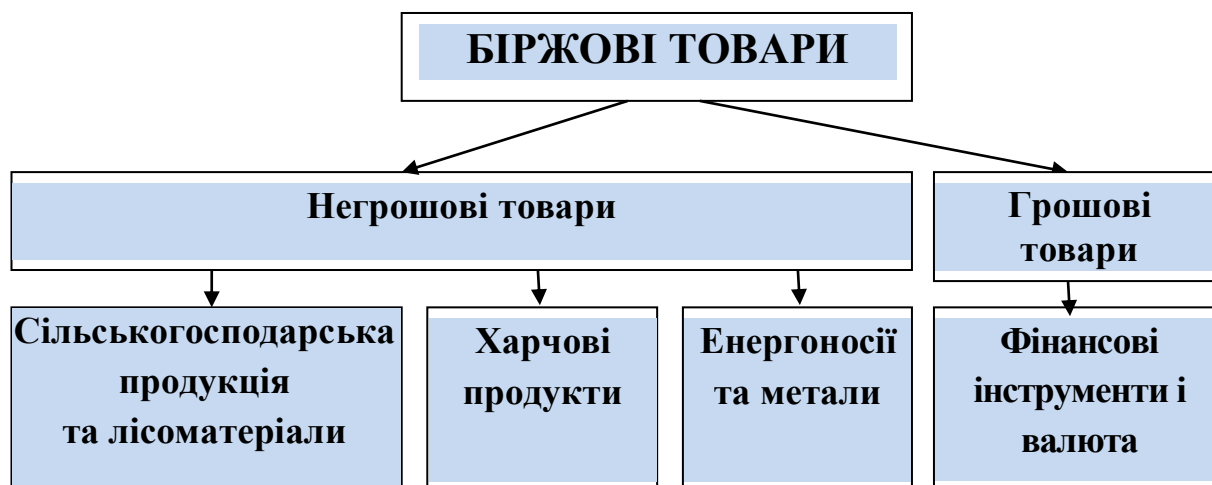 БІРЖОВІ ТОВАРИ
Негрошові товари
Грошові
товари
Сільськогосподарська
продукція
та лісоматеріали
Харчові
продукти
Енергоносії
та метали
Фінансові
інструменти і
валюта